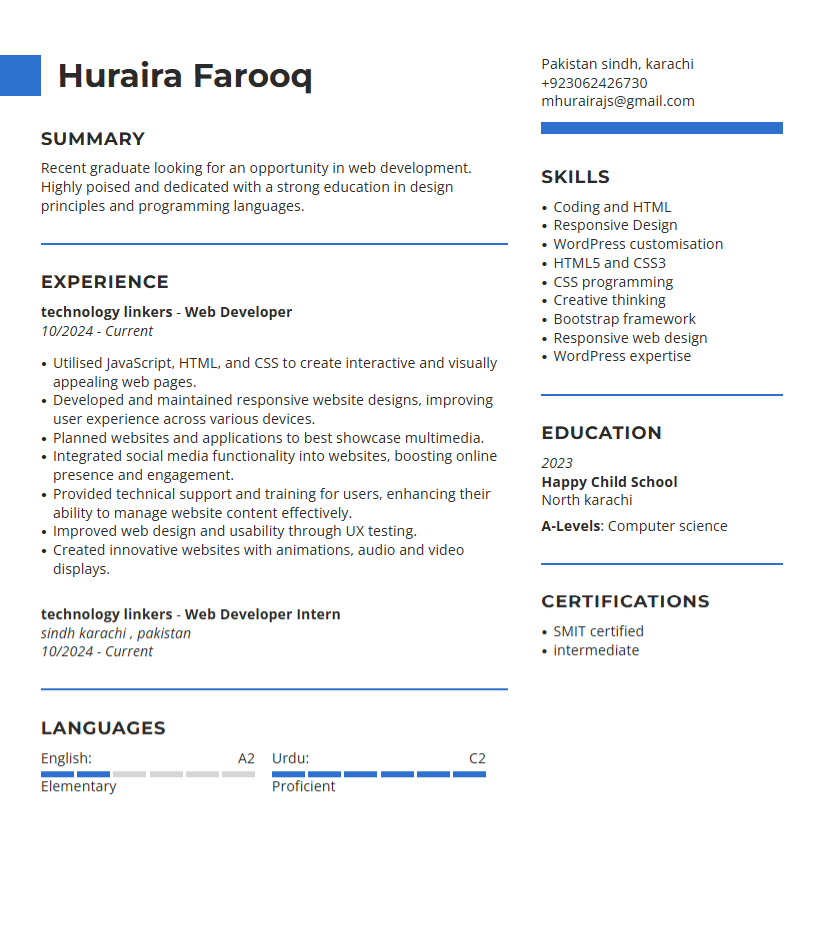 Huraira Farooq
SUMMARY
Recent graduate looking for an opportunity in web development.
Highly poised and dedicated with a strong education in design
principles and programming languages.
EXPERIENCE
technology linkers - Web Developer
10/2024 - Current
• Utilised JavaScript, HTML, and CSS to create interactive and visually
appealing web pages.
• Developed and maintained responsive website designs, improving
user experience across various devices.
• Planned websites and applications to best showcase multimedia.
• Integrated social media functionality into websites, boosting online
presence and engagement.
• Provided technical support and training for users, enhancing their
ability to manage website content effectively.
• Improved web design and usability through UX testing.
• Created innovative websites with animations, audio and video
displays.
technology linkers - Web Developer Intern
sindh karachi , pakistan
10/2024 - Current
LANGUAGES
English: A2
Elementary
Urdu: C2
Proficient
Pakistan sindh, karachi
+923062426730
mhurairajs@gmail.com
SKILLS
• Coding and HTML
• Responsive Design
• WordPress customisation
• HTML5 and CSS3
• CSS programming
• Creative thinking
• Bootstrap framework
• Responsive web design
• WordPress expertise
EDUCATION
2023
Happy Child School
North karachi
A-Levels: Computer science
CERTIFICATIONS
• SMIT certified
• intermediate